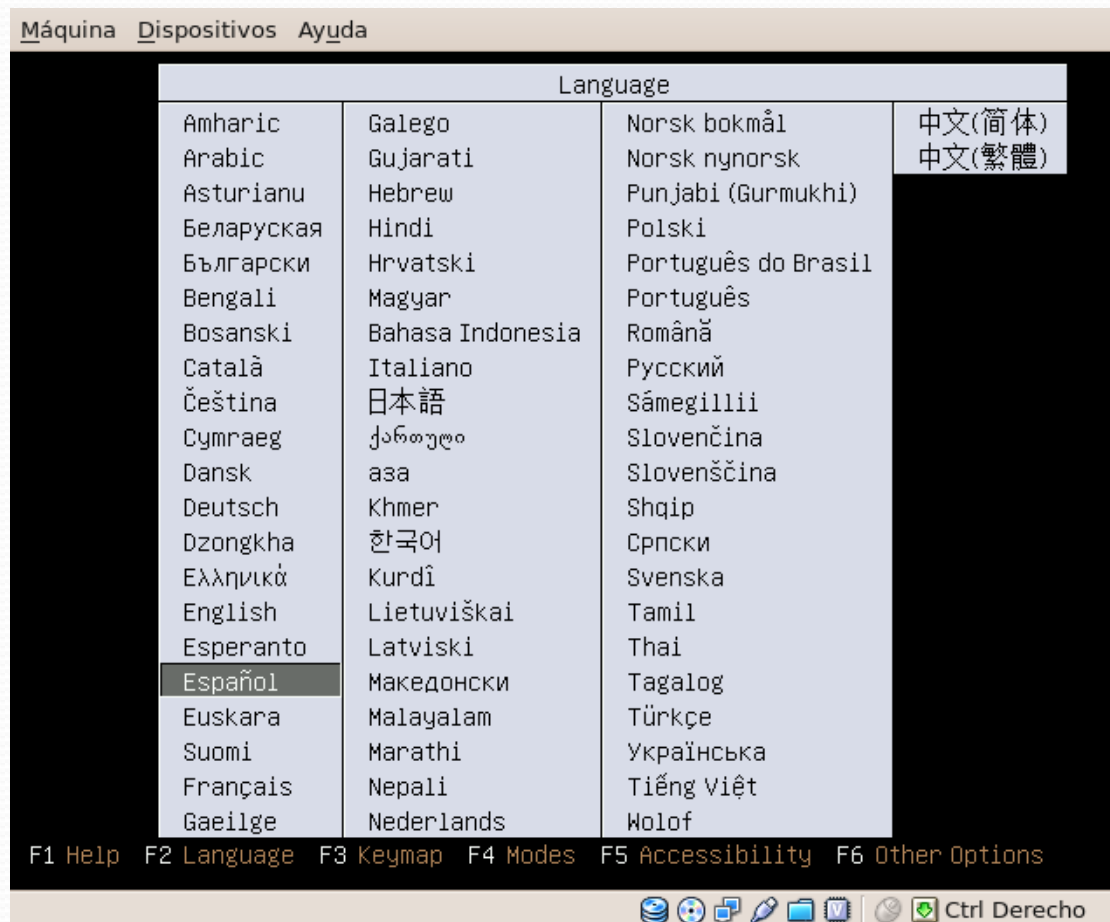 Máquina Dispositivos Ayuda
Language
Amharic
Arabic
Asturianu
Беларуская
Български
Bengali
Bosanski
Català
Čeština
Cymraeg
Dansk
Deutsch
Dzongkha
Ελληνικά
English
Esperanto
Español
Euskara
Suomi
Français
Gaeilge
Galego
Gujarati
Hebrew
Hindi
Hrvatski
Magyar
Bahasa Indonesia
Italiano
日本語
ქართული
аза
Khmer
한국어
Kurdî
Lietuviškai
Latviski
Македонски
Malayalam
Marathi
Nepali
Nederlands
Norsk bokmål
Norsk nynorsk
Punjabi (Gurmukhi)
Polski
Português do Brasil
Português
Română
Русский
Sámegillii
Slovenčina
Slovenščina
Shqip
Српски
Svenska
Tamil
Thai
Tagalog
Türkçe
Українська
Tiếng Việt
Wolof
中文(简体)
中文(繁體)
F1 Help F2 Language F3 Keymap F4 Modes F5 Accessibility F6 Other Options
Ctrl Derecho